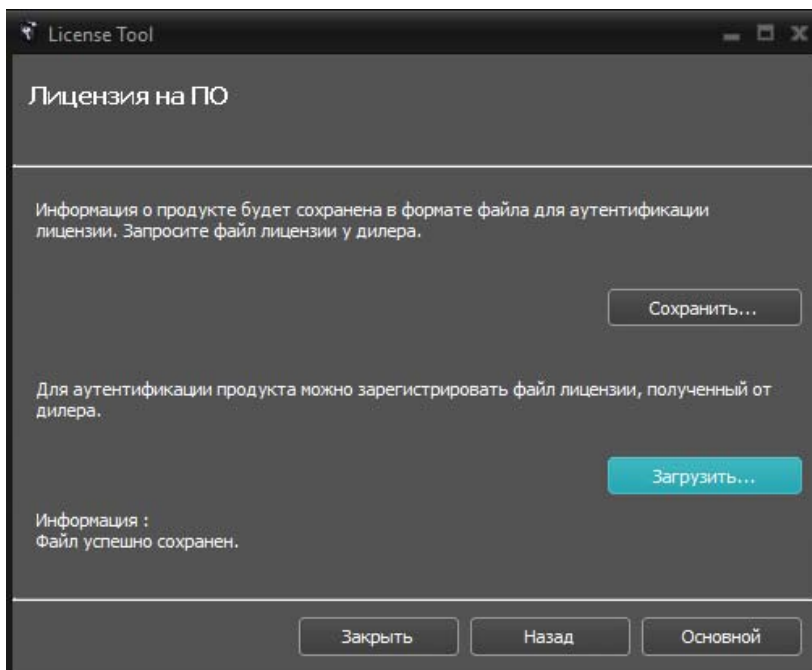 License Tool
Лицензия на ПО
Информация о продукте будет сохранена в формате файла для аутентификации
лицензии. Запросите файл лицензии у дилера.
Сохранить...
Для аутентификации продукта можно зарегистрировать файл лицензии, полученный от
дилера.
Загрузить...
Информация :
Файл успешно сохранен.
Закрыть
Назад
Основной